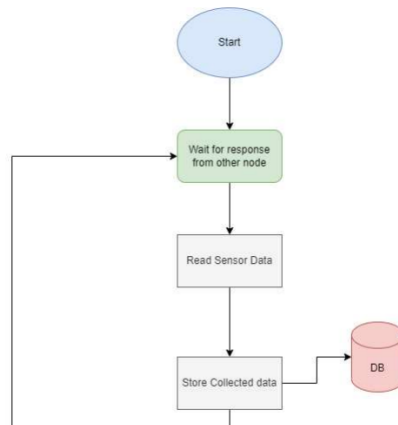 Start
Wait for response
from other node
Read Sensor Data
Store Collected data
DB